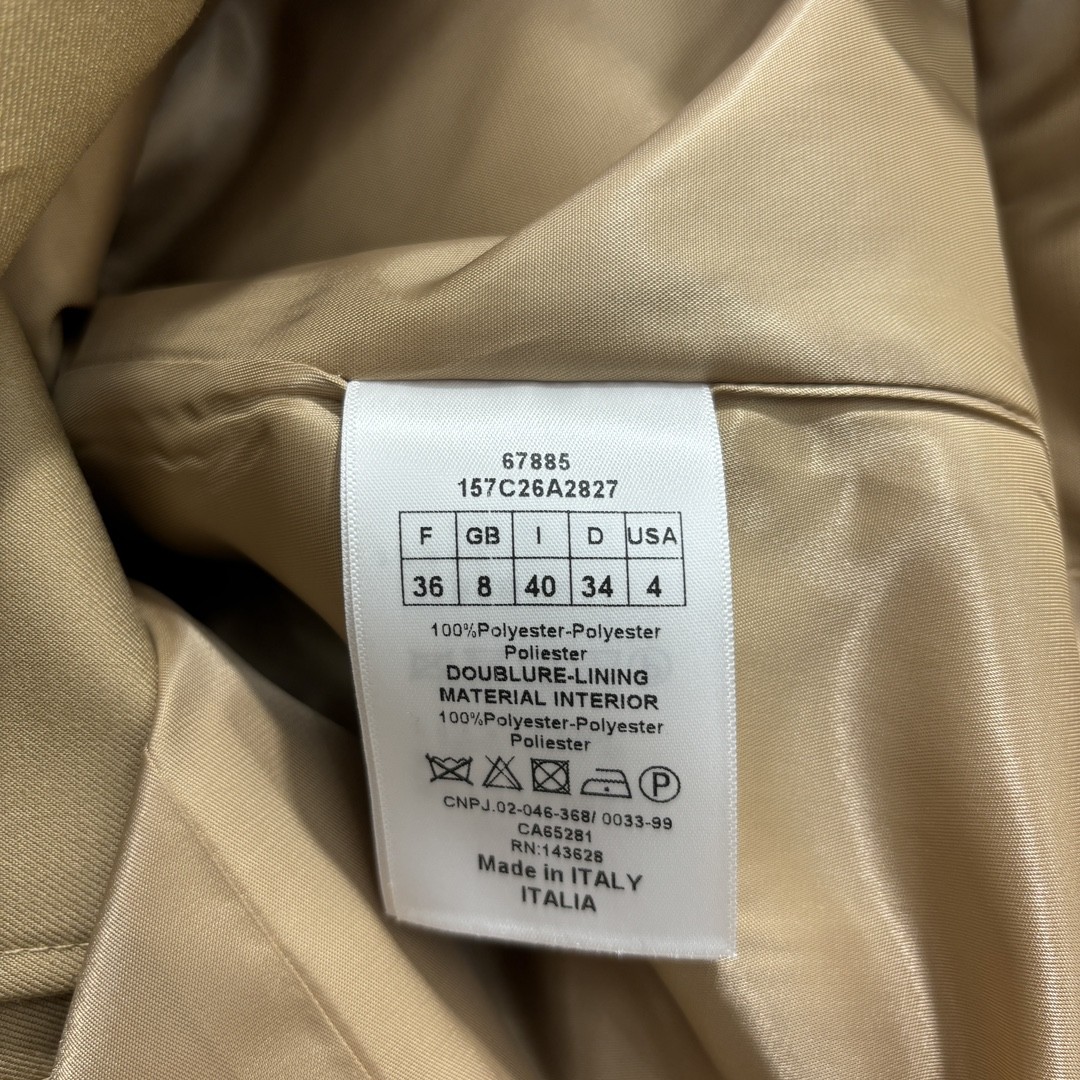 67885
157C26A2827
F GB I D USA
36 8 40 34 4
100%Polyester-Polyester
Poliester
DOUBLURE-LINING
MATERIAL INTERIOR
100%Polyester-Polyester
Poliester
P
CNPJ.02-046-368/ 0033-99
CA65281
RN:143628
Made in ITALY
ITALIA